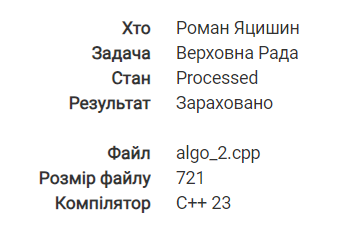 Хто Роман Яцишин
Задача Верховна Рада
Стан Processed
Результат Зараховано
Файл algo_2.cpp
Розмір файлу 721
Компілятор C++ 23